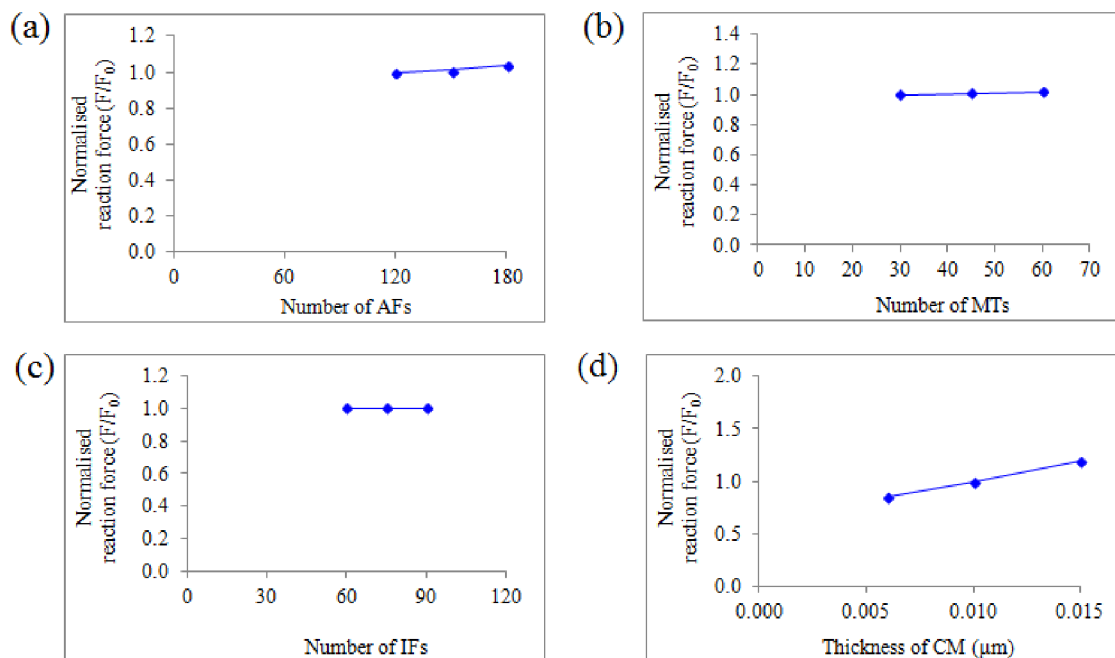 (a)
Normalised
reaction force (F/F0)
1.2
1.0
0.8
0.6
0.4
0.2
0.0
0 60 120 180
Number of AFs
(b)
Normalised
reaction force (F/F0)
1.4
1.2
1.0
0.8
0.6
0.4
0.2
0.0
0 10 20 30 40 50 60 70
Number of MTs
(c)
Normalised
reaction force (F/F0)
1.2
1.0
0.8
0.6
0.4
0.2
0.0
0 30 60 90 120
Number of IFs
(d)
Normalised
reaction force (F/F0)
2.0
1.5
1.0
0.5
0.0
0.000 0.005 0.010 0.015
Thickness of CM (µm)